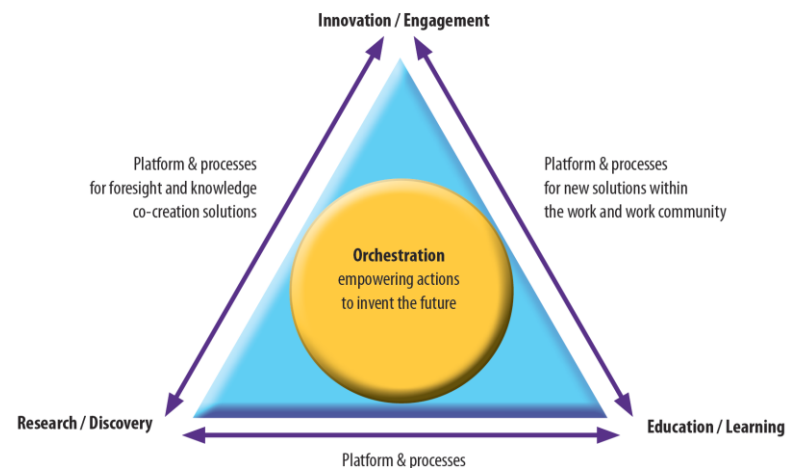 Innovation / Engagement
Platform & processes
for foresight and knowledge
co-creation solutions
Platform & processes
for new solutions within
the work and work community
Orchestration
empowering actions
to invent the future
Research / Discovery
Education / Learning
Platform & processes